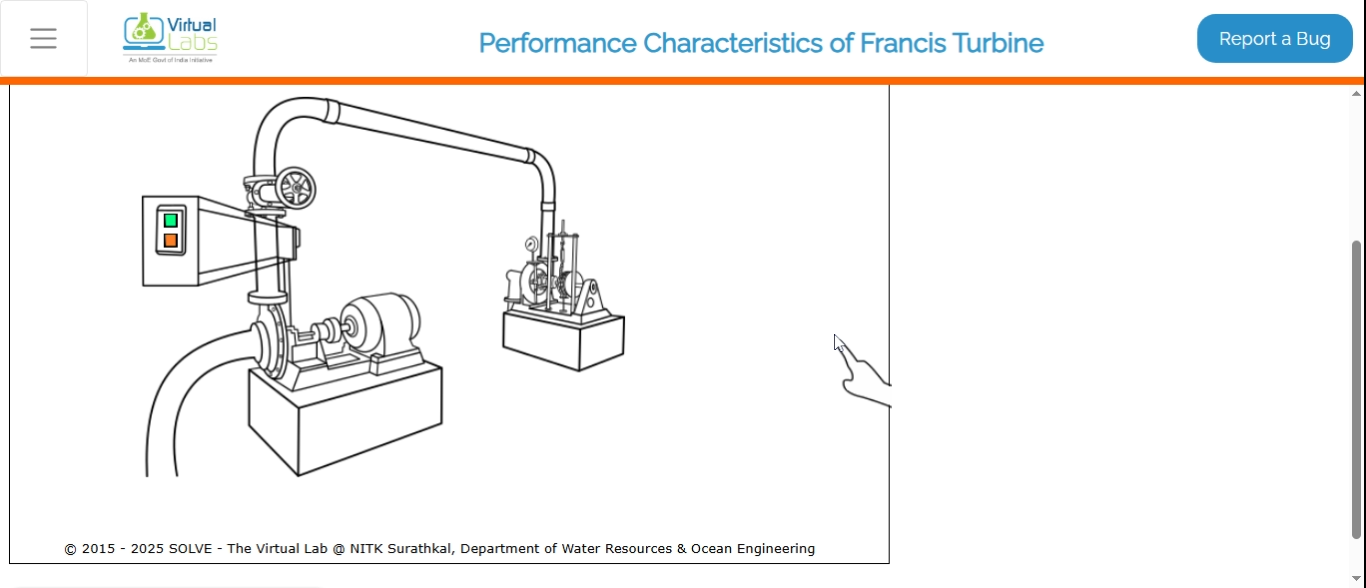 Virtual
Labs
An MoE Govt of India Initiative
Performance Characteristics of Francis Turbine
Report a Bug
© 2015 - 2025 SOLVE - The Virtual Lab @ NITK Surathkal, Department of Water Resources & Ocean Engineering